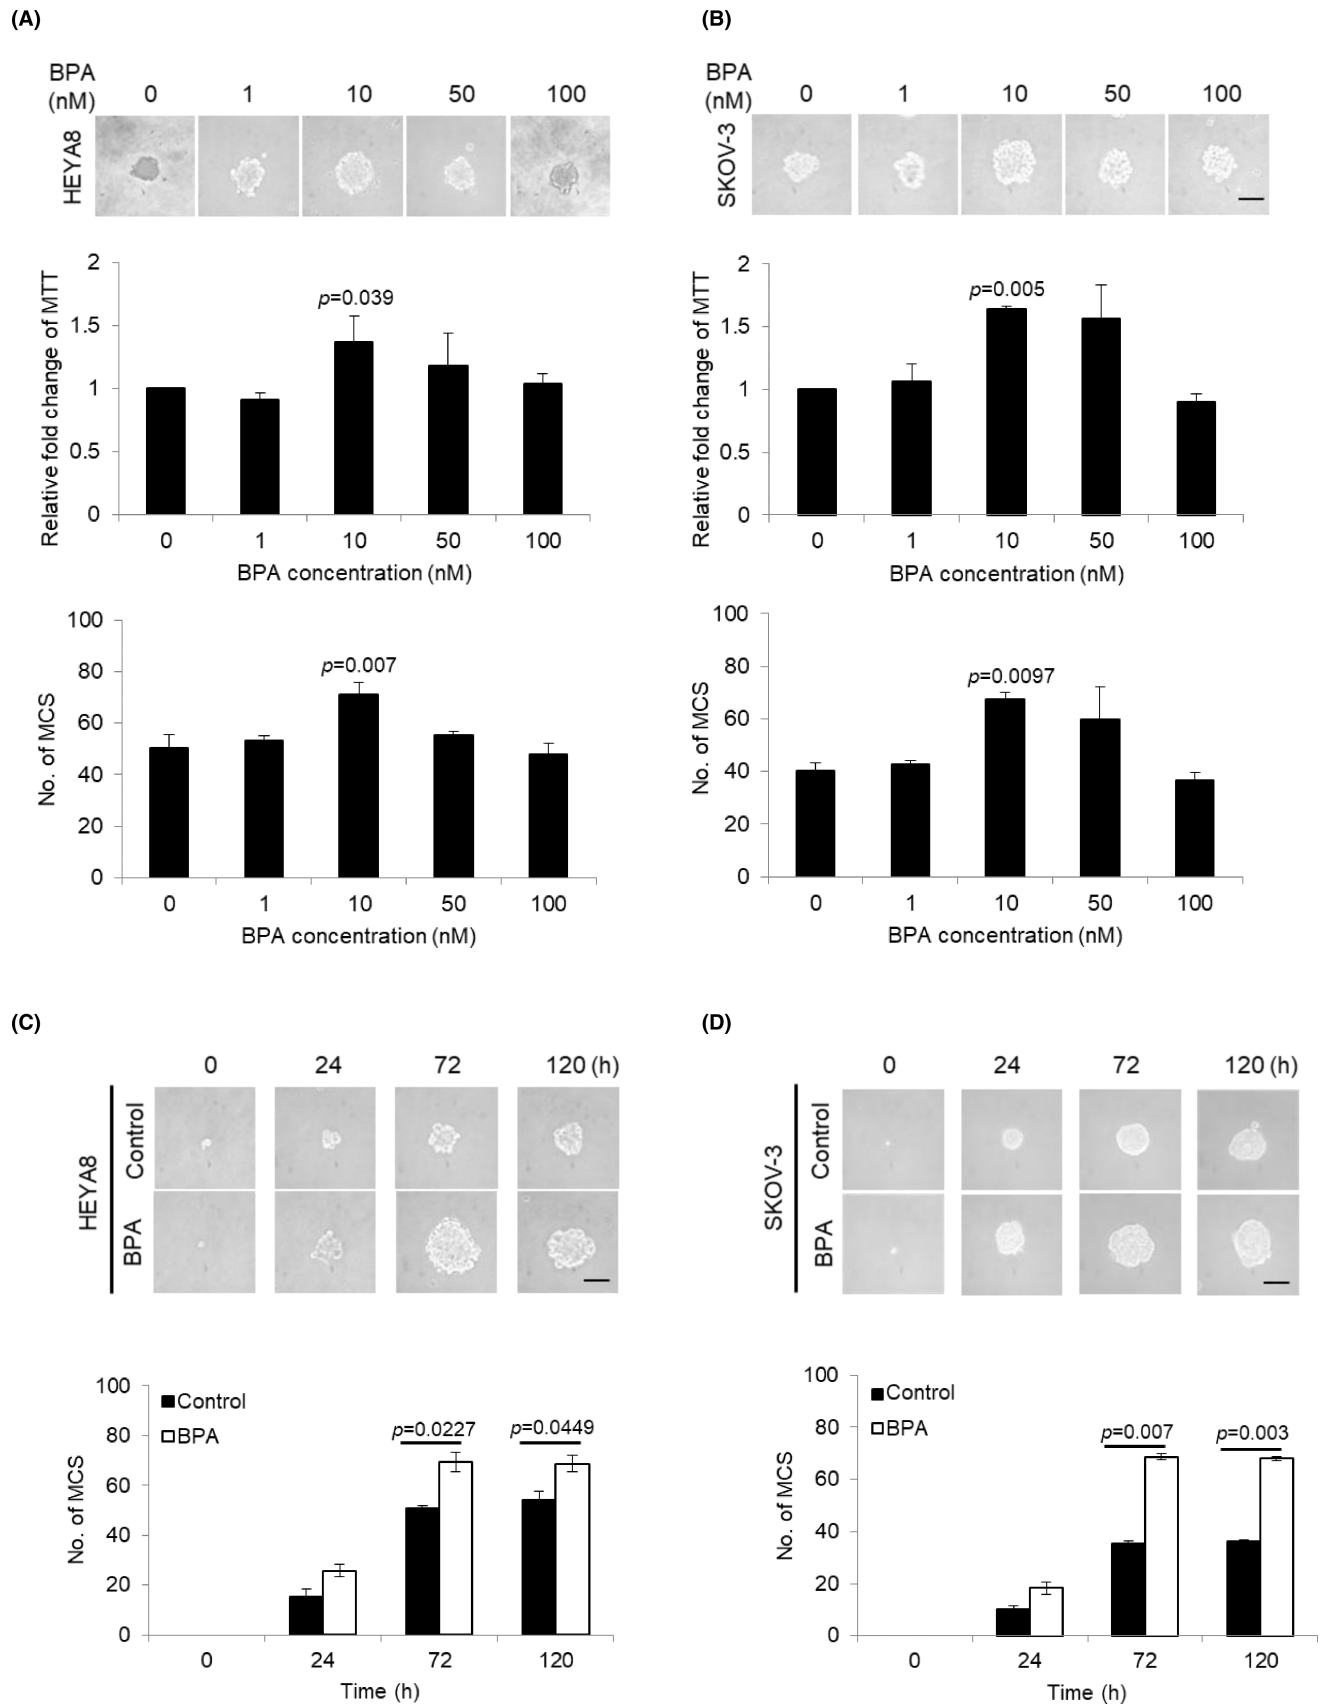 (A)
BPA
(nM) 0 1 10 50 100
HEYA8
Relative fold change of MTT
2
1.5
1
0.5
0
p=0.039
0 1 10 50 100
BPA concentration (nM)
No. of MCS
100
80
60
40
20
0
p=0.007
0 1 10 50 100
BPA concentration (nM)
(B)
BPA
(nM) 0 1 10 50 100
SKOV-3
Relative fold change of MTT
2
1.5
1
0.5
0
p=0.005
0 1 10 50 100
BPA concentration (nM)
No. of MCS
100
80
60
40
20
0
p=0.0097
0 1 10 50 100
BPA concentration (nM)
(C)
0 24 72 120 (h)
HEYA8
Control
BPA
No. of MCS
100
80
60
40
20
0
Control
BPA
p=0.0227 p=0.0449
0 24 72 120
Time (h)
(D)
0 24 72 120 (h)
SKOV-3
Control
BPA
No. of MCS
100
80
60
40
20
0
Control
BPA
p=0.007 p=0.003
0 24 72 120
Time (h)